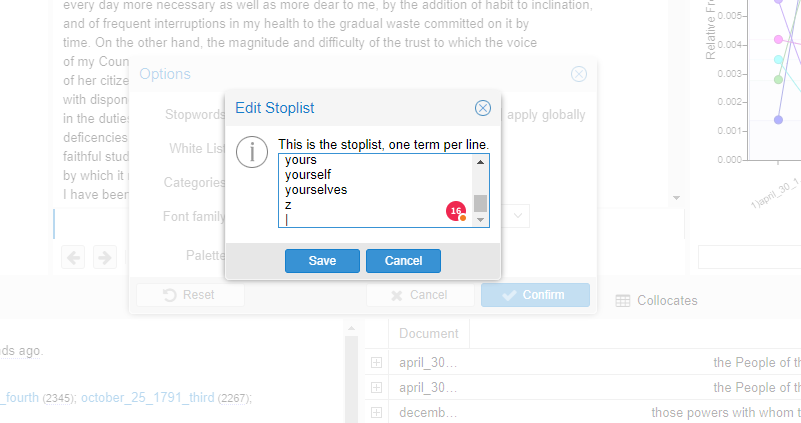 every day more necessary as well as more dear to me, by the addition of habit to inclination,
and of frequent interruptions in my health to the gradual waste committed on it by
time. On the other hand, the magnitude and difficulty of the trust to which the voice
of my Coun
of her citize
with dispon
in the duties
deficencies
faithful stud
by which it
I have been
Options
Stopwords
apply globally
White List
Categories
Font family
Palette
Reset
Cancel
Confirm
Edit Stoplist
This is the stoplist, one term per line.
yours
yourself
yourselves
z
16
Save
Cancel
Relative Fre
0.005
0.004
0.003
0.002
0.001
0.000
1)april_30_1
Collocates
Document
april_30...
the People of th
april_30...
the People of th
decemb...
those powers with whom t
nds ago.
_fourth (2345); october_25_1791_third (2267);